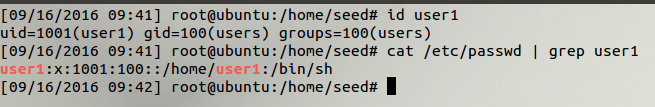 [09/16/2016 09:41] root@ubuntu:/home/seed# id user1
uid=1001(user1) gid=100(users) groups=100(users)
[09/16/2016 09:41] root@ubuntu:/home/seed# cat /etc/passwd | grep user1
user1:x:1001:100::/home/user1:/bin/sh
[09/16/2016 09:42] root@ubuntu:/home/seed#